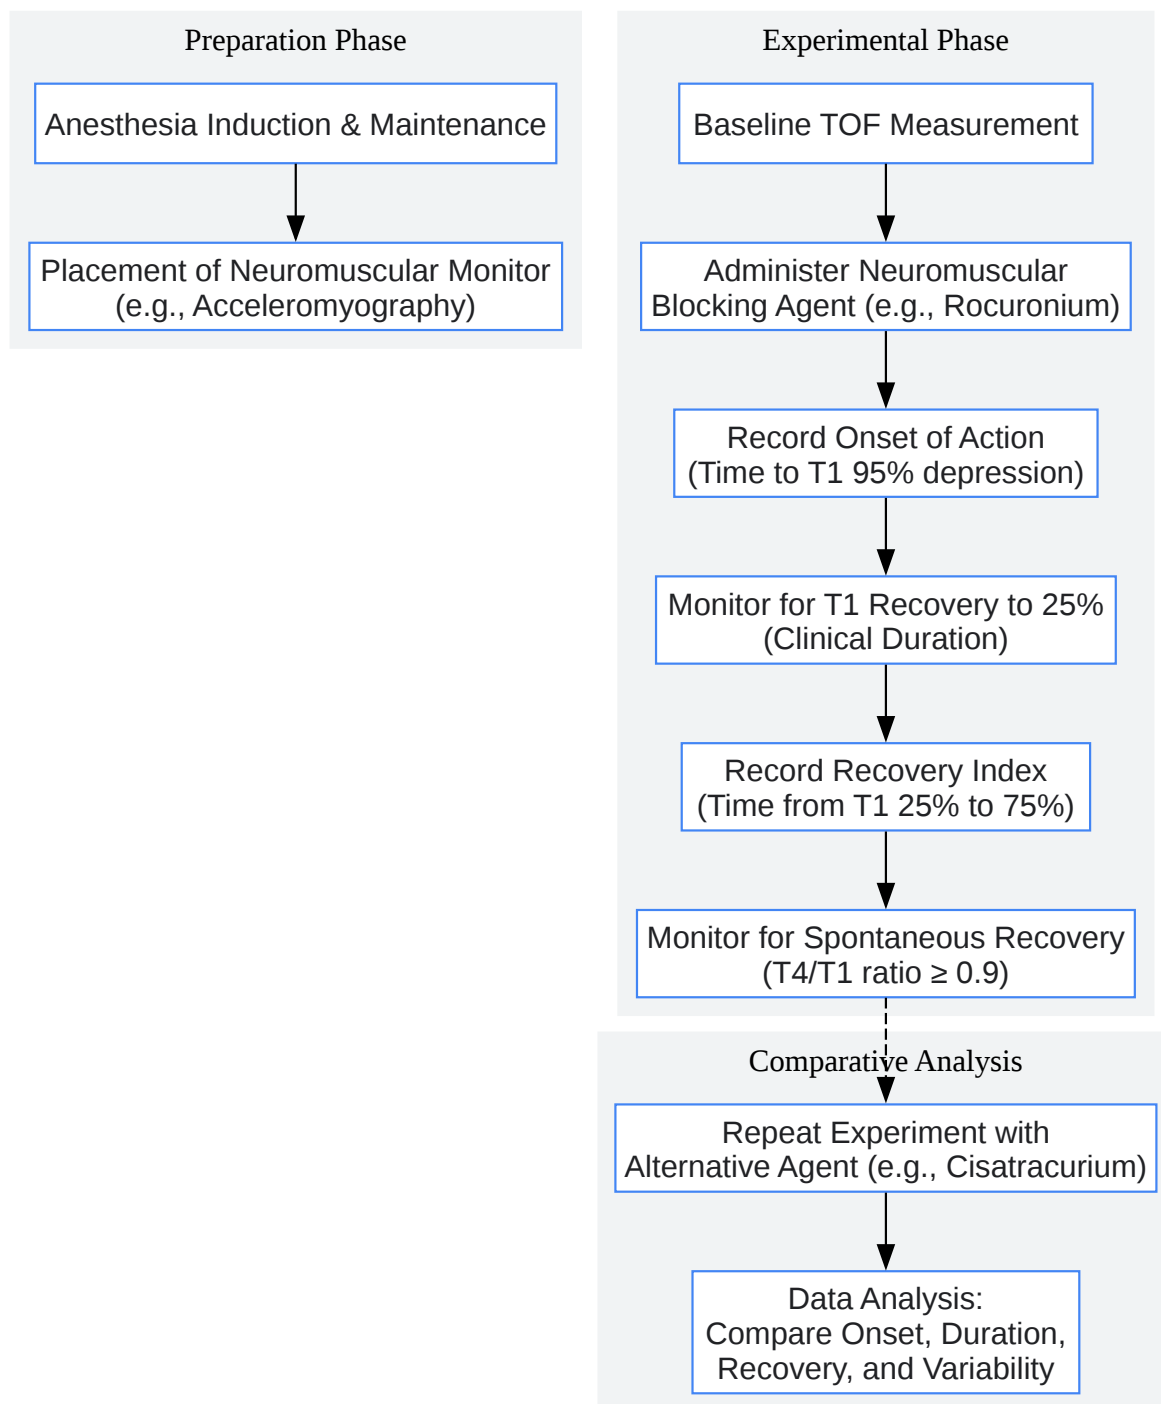 Preparation Phase
Anesthesia Induction & Maintenance
Placement of Neuromuscular Monitor
(e.g., Acceleromyography)
Experimental Phase
Baseline TOF Measurement
Administer Neuromuscular
Blocking Agent (e.g., Rocuronium)
Record Onset of Action
(Time to T1 95% depression)
Monitor for T1 Recovery to 25%
(Clinical Duration)
Record Recovery Index
(Time from T1 25% to 75%)
Monitor for Spontaneous Recovery
(T4/T1 ratio ≥ 0.9)
Comparative Analysis
Repeat Experiment with
Alternative Agent (e.g., Cisatracurium)
Data Analysis:
Compare Onset, Duration,
Recovery, and Variability